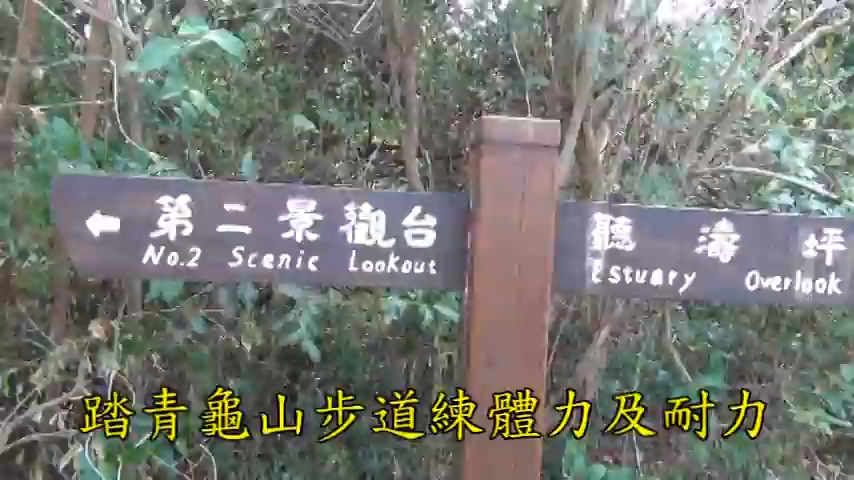 第二景觀台
No.2 Scenic Lookout
聽濤坪
Estuary Overlook
踏青龜山步道練體力及耐力